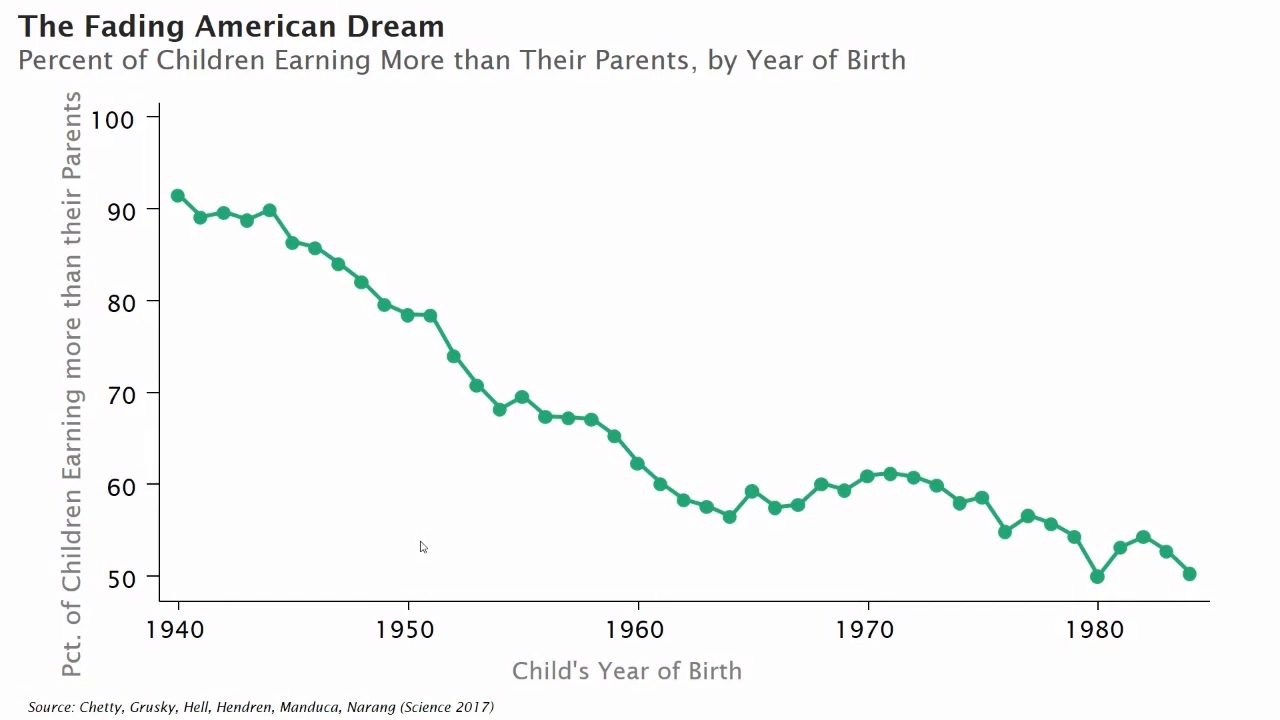 The Fading American Dream
Percent of Children Earning More than Their Parents, by Year of Birth
Pct. of Children Earning more than their Parents
100
90
80
70
60
50
1940 1950 1960 1970 1980
Child's Year of Birth
Source: Chetty, Grusky, Hell, Hendren, Manduca, Narang (Science 2017)